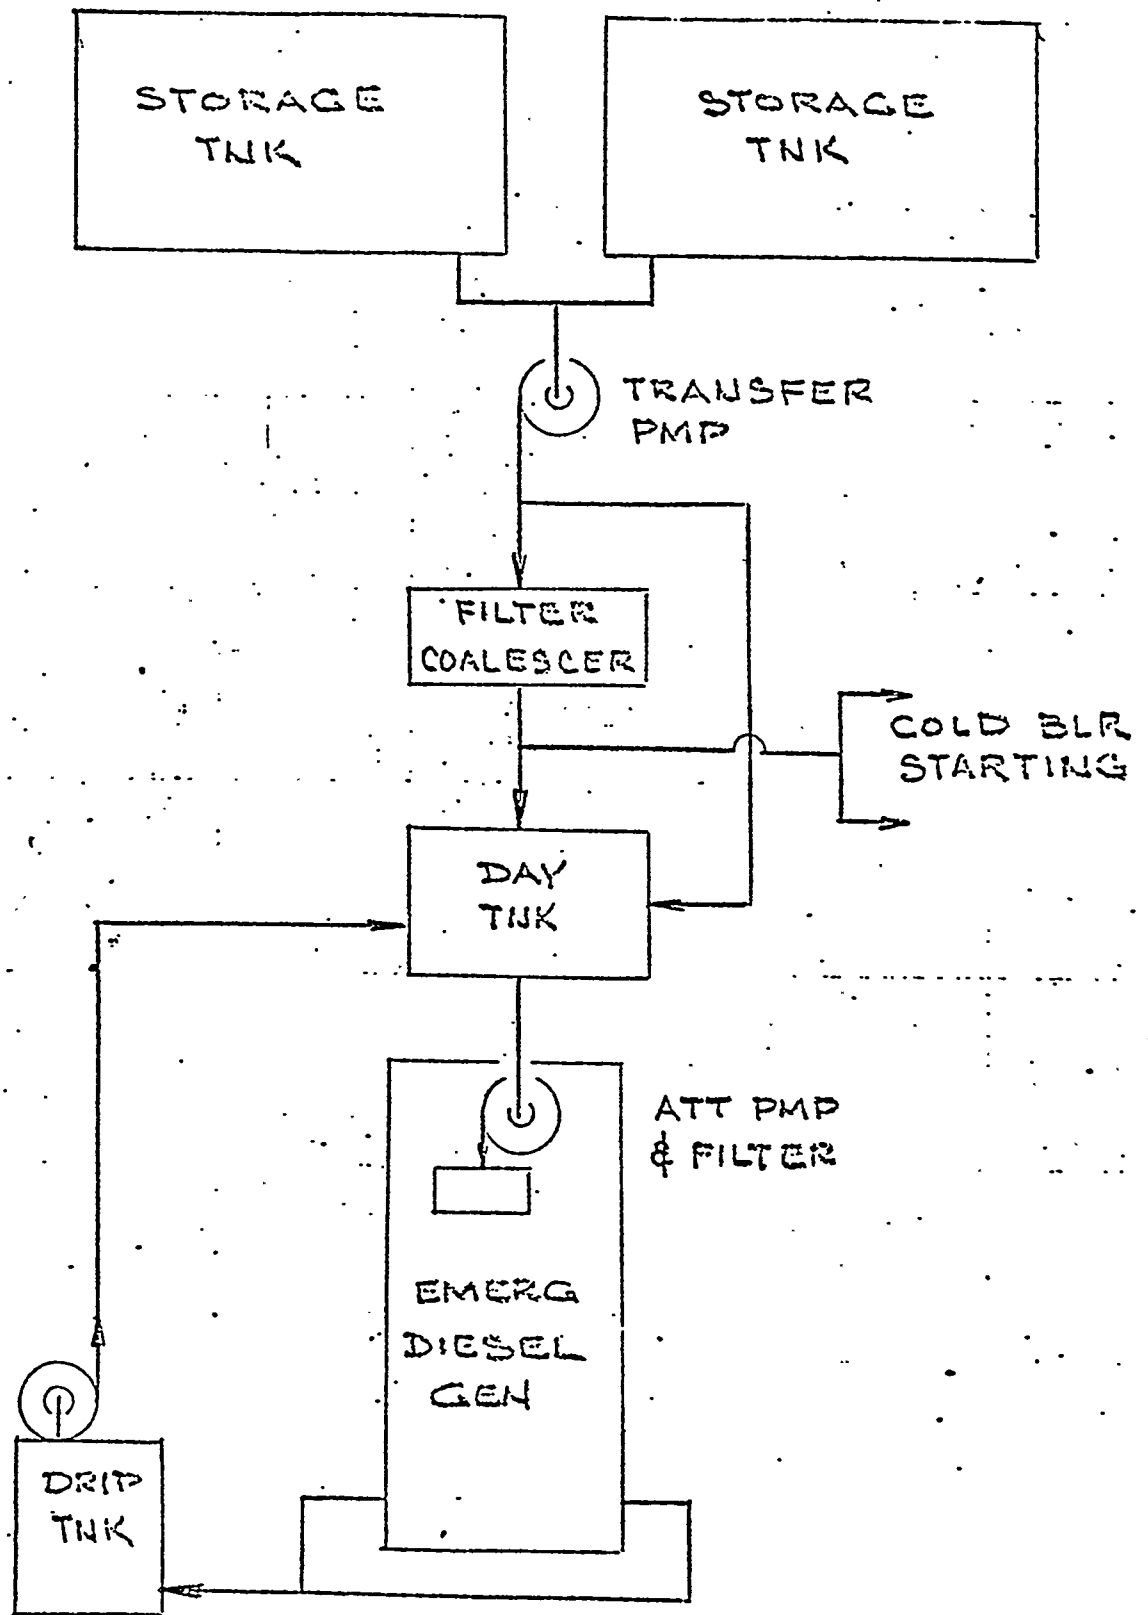 STORAGE
TNK
STORAGE
TNK
TRANSFER
PMP
FILTER
COALESCER
COLD BLR
STARTING
DAY
TNK
ATT PMP
& FILTER
EMERG
DIESEL
GEN
DRIP
TNK